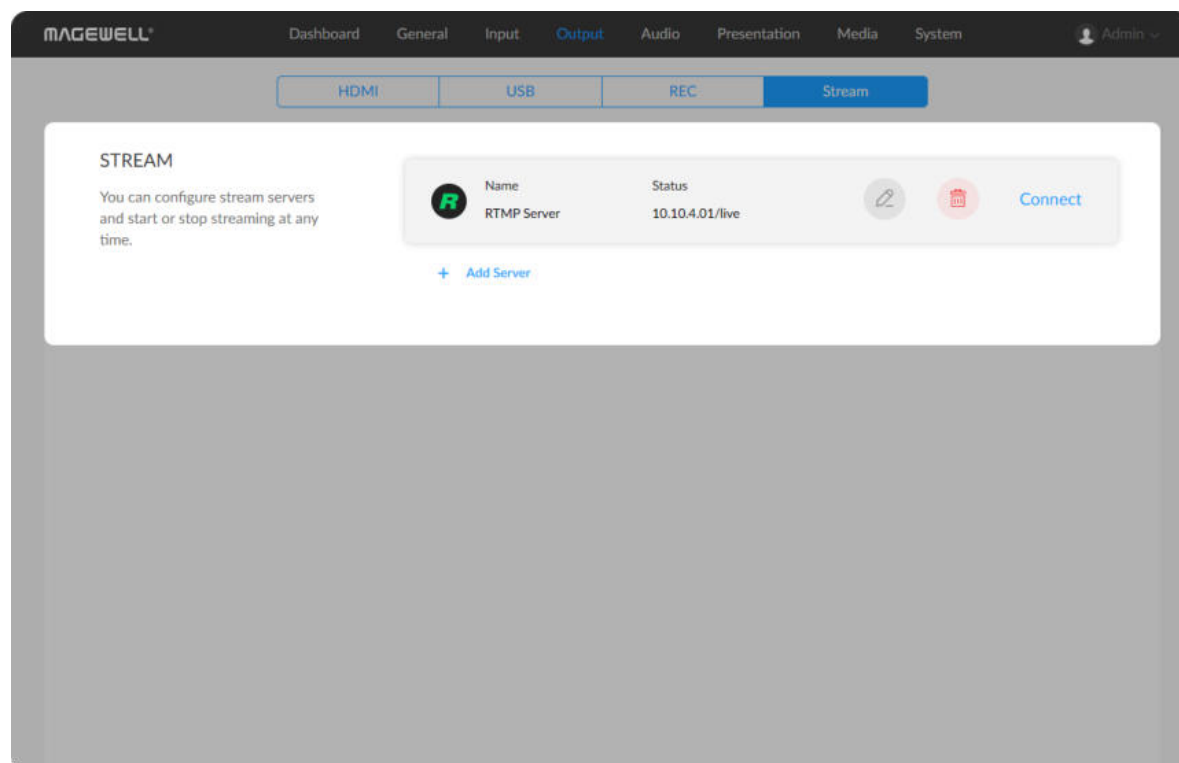 MAGEWELL®
Dashboard General Input Output Audio Presentation Media System Admin
HDMI USB REC Stream
STREAM
You can configure stream servers
and start or stop streaming at any
time.
R
Name
RTMP Server
Status
10.10.4.01/live
Connect
+ Add Server